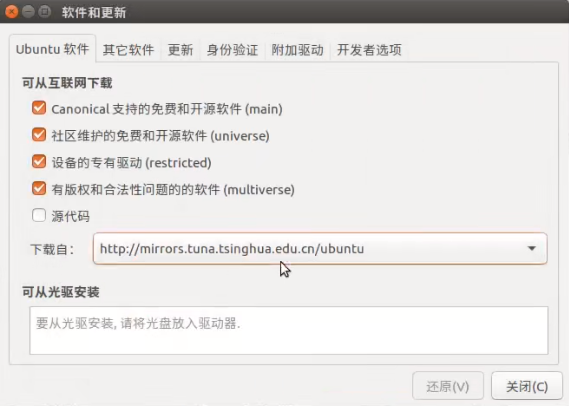 软件和更新
Ubuntu 软件 其它软件 更新 身份验证 附加驱动 开发者选项
可从互联网下载
Canonical 支持的免费和开源软件 (main)
社区维护的免费和开源软件 (universe)
设备的专有驱动 (restricted)
有版权和合法性问题的的软件 (multiverse)
源代码
下载自： http://mirrors.tuna.tsinghua.edu.cn/ubuntu
可从光驱安装
要从光驱安装, 请将光盘放入驱动器.
还原(V) 关闭(C)